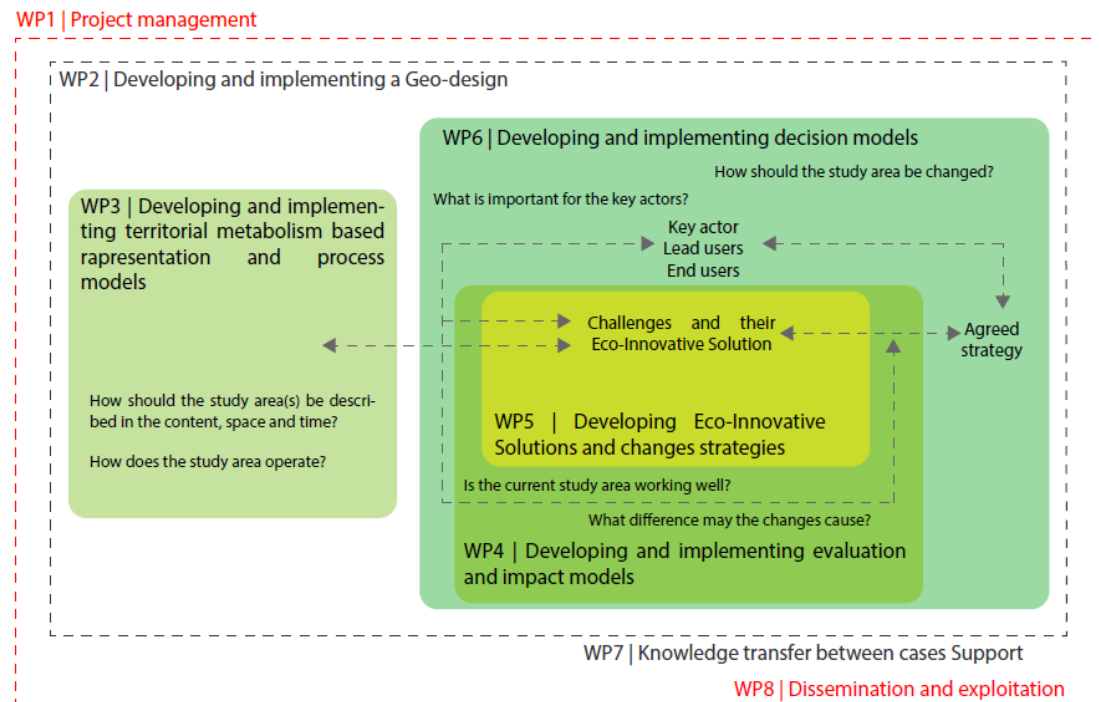 WP1 | Project management
WP2 | Developing and implementing a Geo-design
WP6 | Developing and implementing decision models
How should the study area be changed?
What is important for the key actors?
Key actor
Lead users
End users
WP3 | Developing and implemen-
ting territorial metabolism based
rapresentation and process
models
Challenges and their
Eco-Innovative Solution
Agreed
strategy
How should the study area(s) be descri-
bed in the content, space and time?
How does the study area operate?
WP5 | Developing Eco-Innovative
Solutions and changes strategies
Is the current study area working well?
What difference may the changes cause?
WP4 | Developing and implementing evaluation
and impact models
WP7 | Knowledge transfer between cases Support
WP8 | Dissemination and exploitation